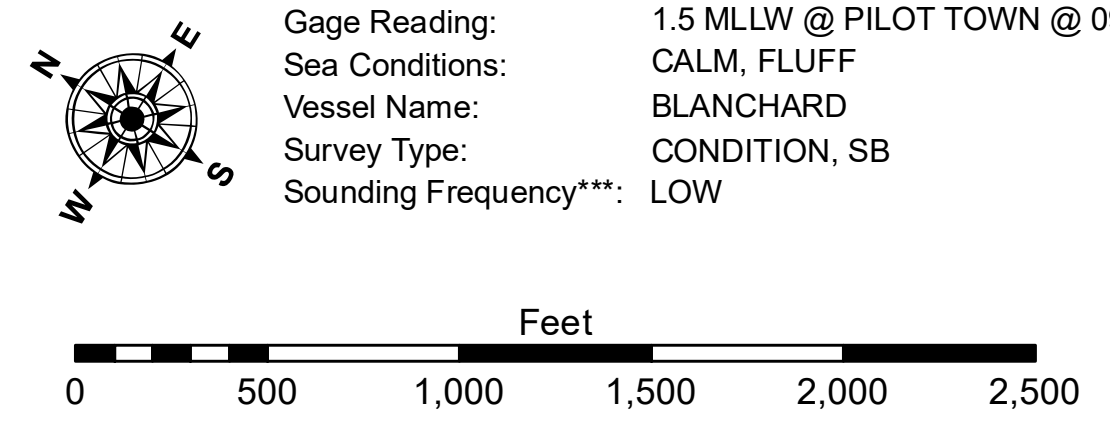 N
E
S
W
Gage Reading: 1.5 MLLW @ PILOT TOWN @
Sea Conditions: CALM, FLUFF
Vessel Name: BLANCHARD
Survey Type: CONDITION, SB
Sounding Frequency***: LOW
Feet
0 500 1,000 1,500 2,000 2,500